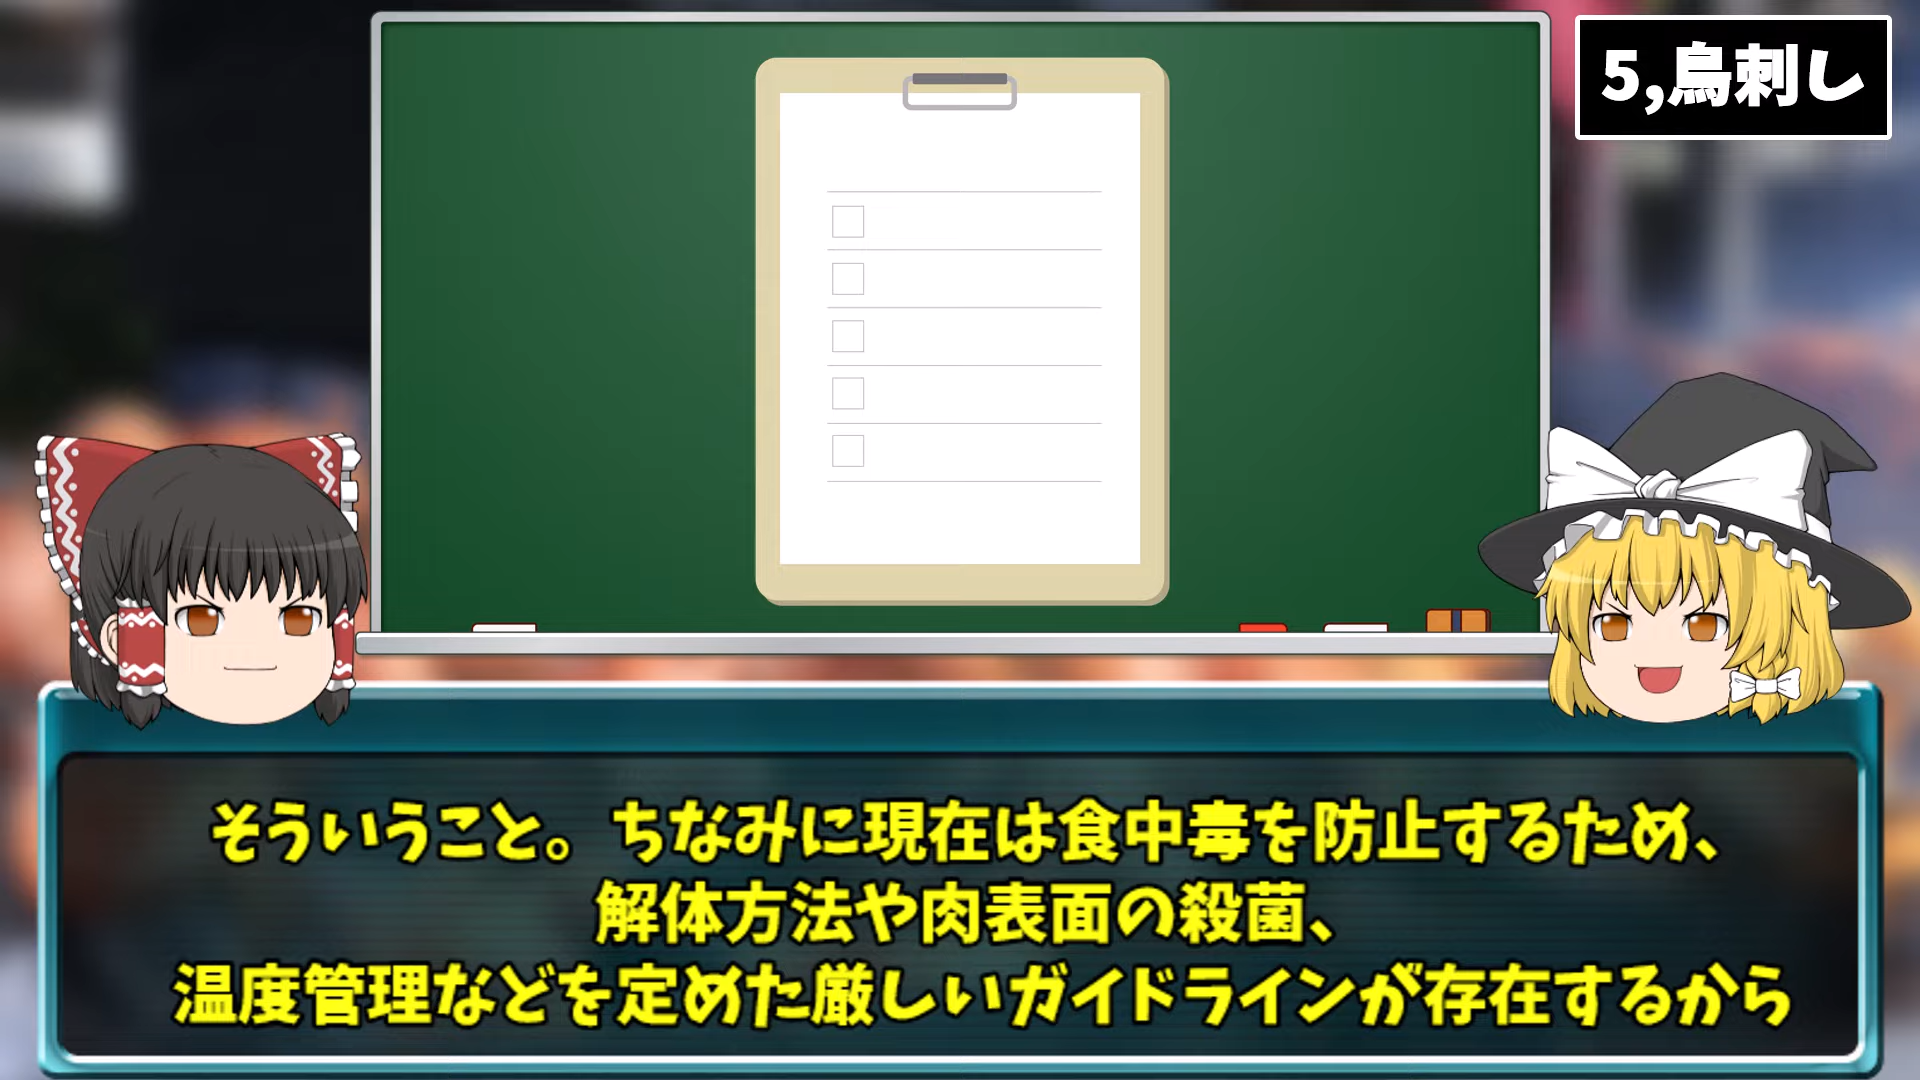 5,鳥刺し
そういうこと。ちなみに現在は食中毒を防止するため、
解体方法や肉表面の殺菌、
温度管理などを定めた厳しいガイドラインが存在するから